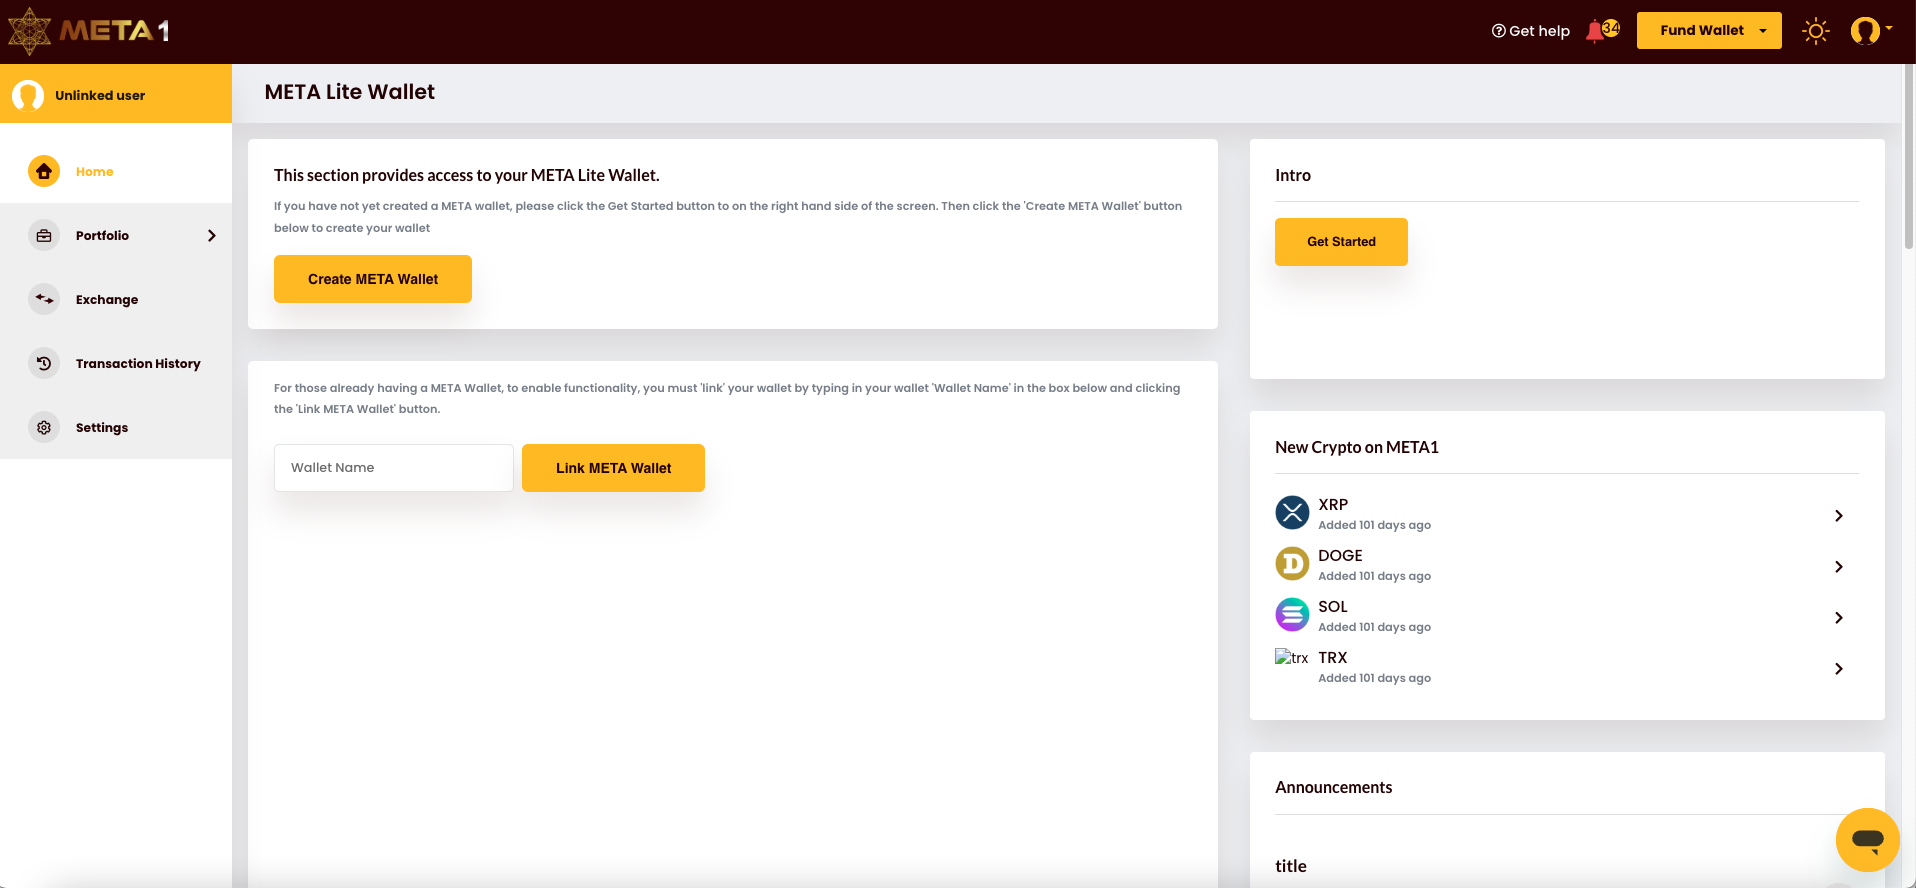 META 1
Get help
34
Fund Wallet
Unlinked user
META Lite Wallet
Home
Portfolio
Exchange
Transaction History
Settings
This section provides access to your META Lite Wallet.
If you have not yet created a META wallet, please click the Get Started button to on the right hand side of the screen. Then click the 'Create META Wallet' button
below to create your wallet
Create META Wallet
For those already having a META Wallet, to enable functionality, you must 'link' your wallet by typing in your wallet 'Wallet Name' in the box below and clicking
the 'Link META Wallet' button.
Wallet Name
Link META Wallet
Intro
Get Started
New Crypto on META1
XRP
Added 101 days ago
DOGE
Added 101 days ago
SOL
Added 101 days ago
trx
TRX
Added 101 days ago
Announcements
title